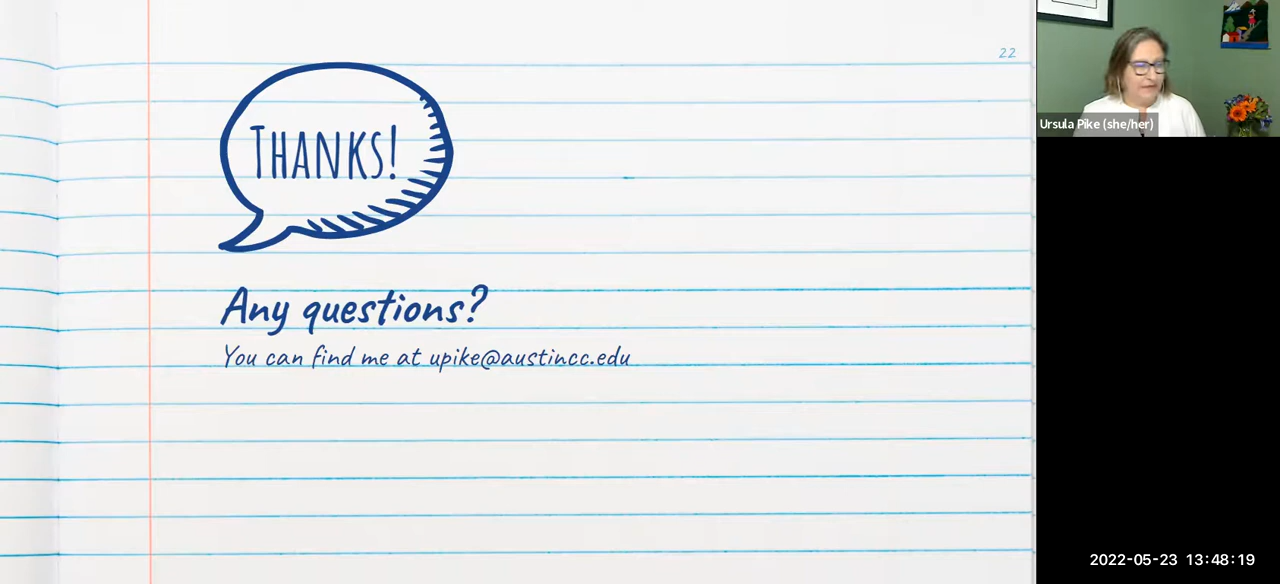 22
THANKS!
Any questions?
You can find me at upike@austincc.edu
Ursula Pike (she/her)
2022-05-23 13:48:19